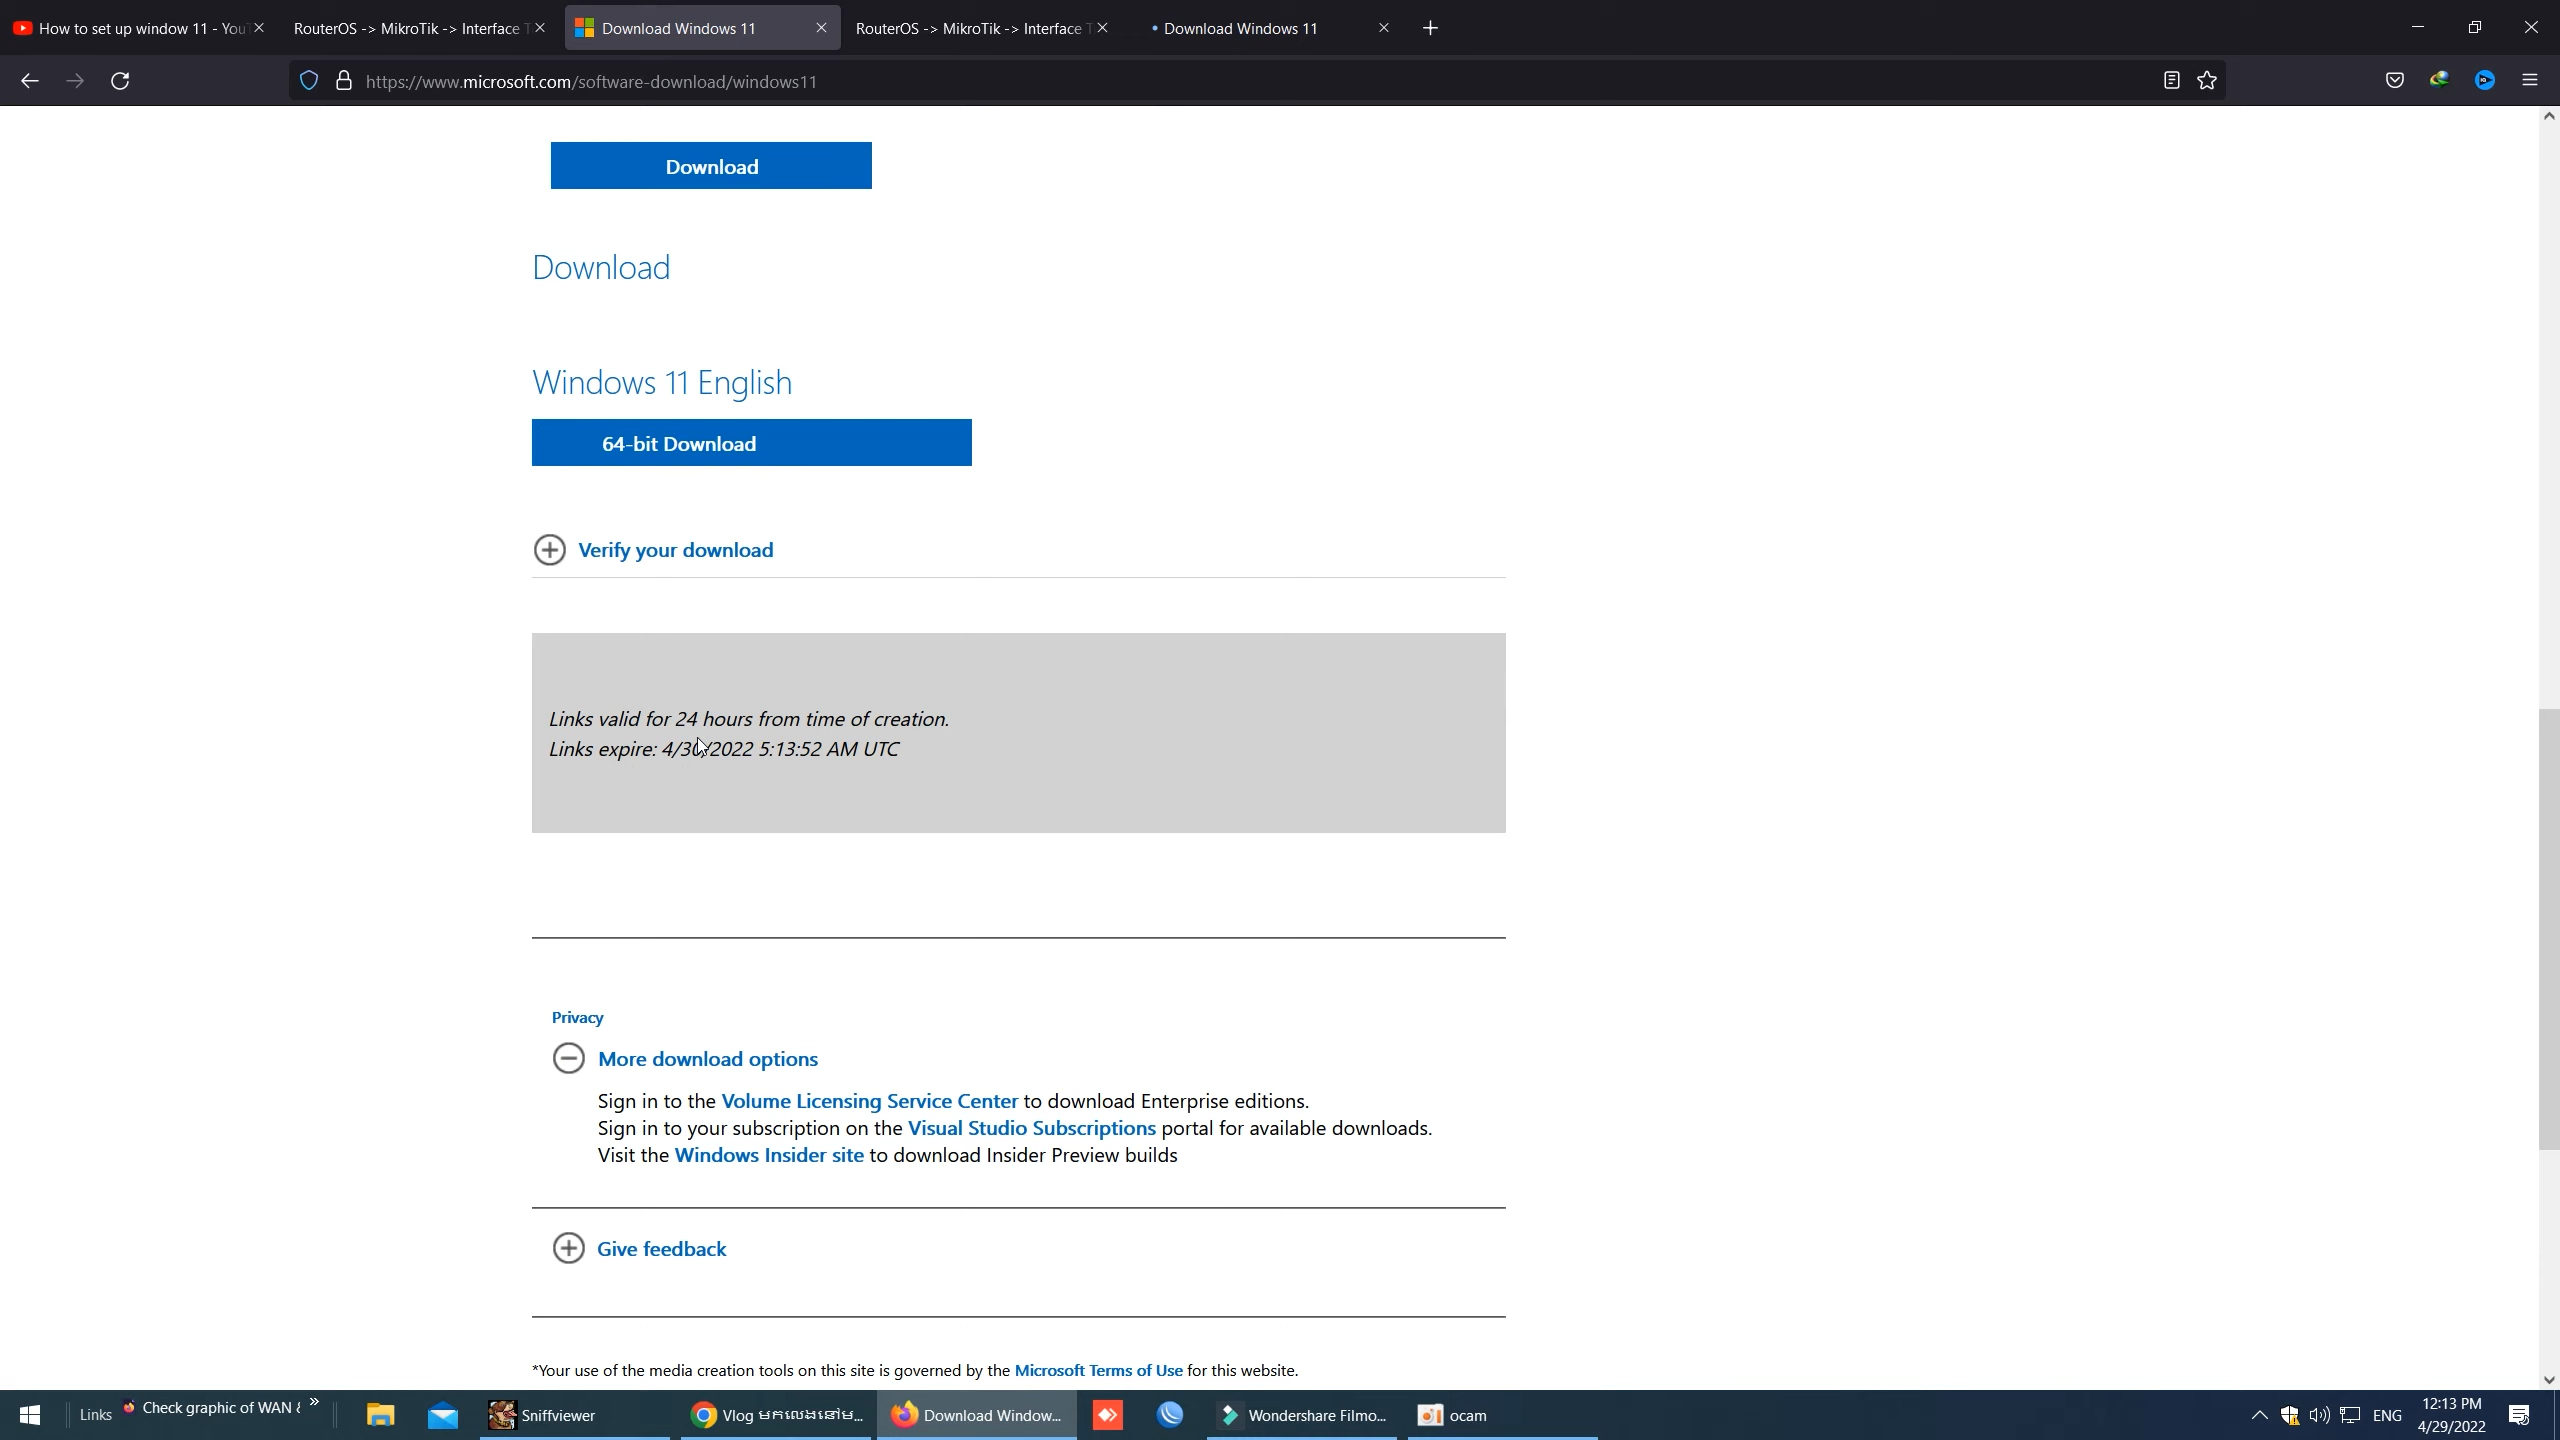 How to set up window 11 - You
RouterOS -> MikroTik -> Interface T
Download Windows 11
RouterOS -> MikroTik -> Interface T
Download Windows 11
https://www.microsoft.com/software-download/windows11
Download
Download
Windows 11 English
64-bit Download
Verify your download
Links valid for 24 hours from time of creation.
Links expire: 4/30/2022 5:13:52 AM UTC
Privacy
More download options
Sign in to the Volume Licensing Service Center to download Enterprise editions.
Sign in to your subscription on the Visual Studio Subscriptions portal for available downloads.
Visit the Windows Insider site to download Insider Preview builds
Give feedback
*Your use of the media creation tools on this site is governed by the Microsoft Terms of Use for this website.
Links
Check graphic of WAN &
Sniffviewer
Vlog មកលេងនៅម...
Download Window...
Wondershare Filmo...
ocam
ENG
12:13 PM
4/29/2022